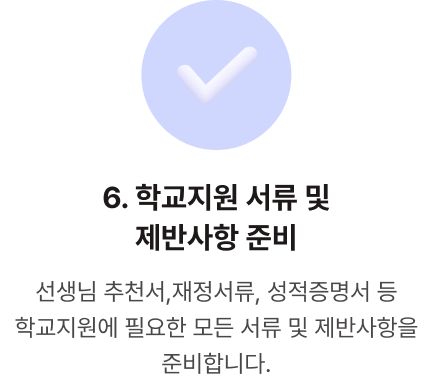 6. 학교지원 서류 및
제반사항 준비
선생님 추천서,재정서류, 성적증명서 등
학교지원에 필요한 모든 서류 및 제반사항을
준비합니다.